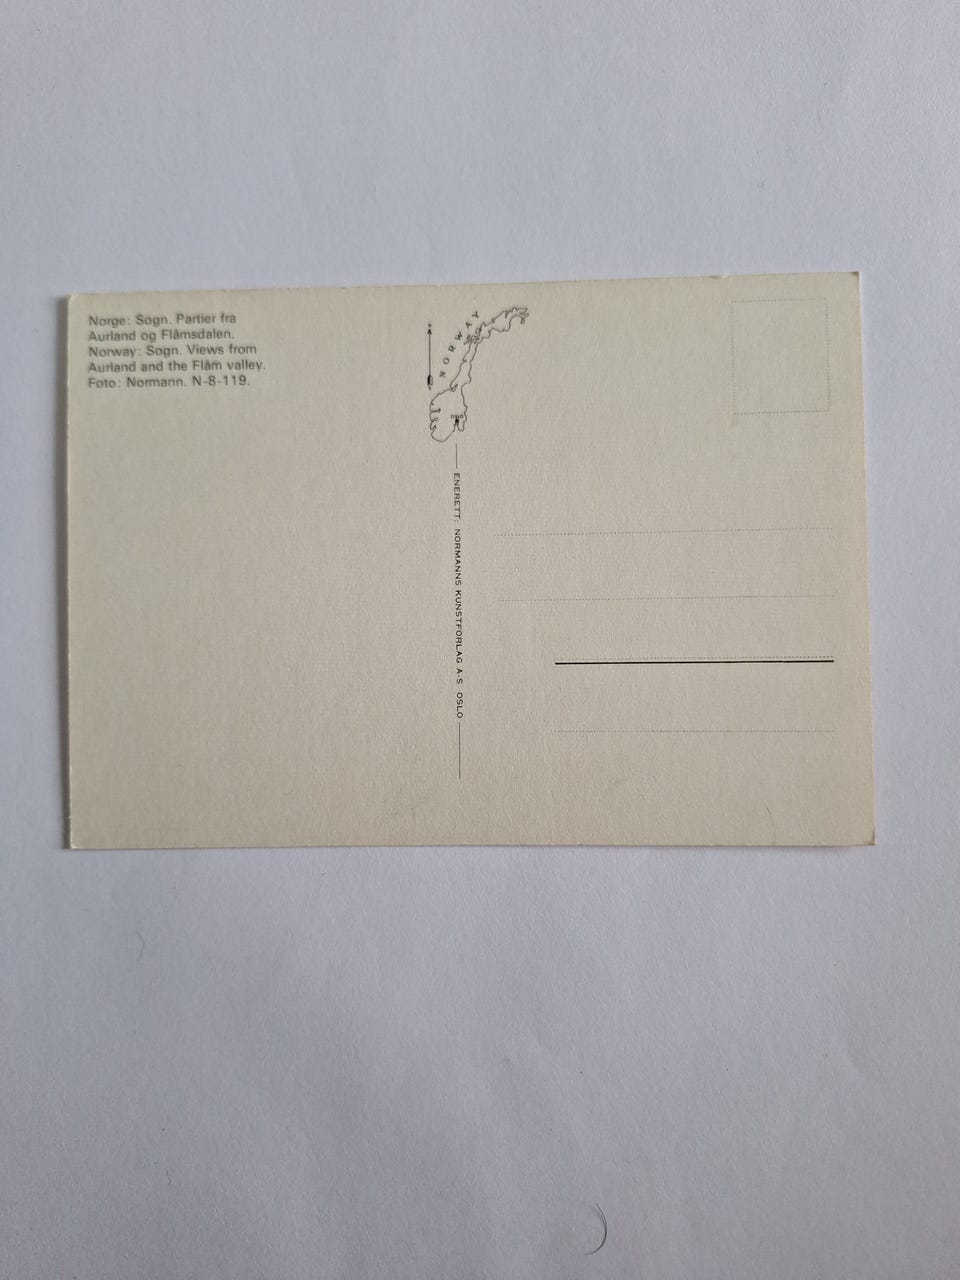 Norge: Sogn. Partier fra
Aurland og Flåmsdalen.
Norway: Sogn. Views from
Aurland and the Flåm valley.
Foto: Normann. N-8-119.
NORWAY
OSLO
ENERETT: NORMANNS KUNSTFORLAG A-S OSLO